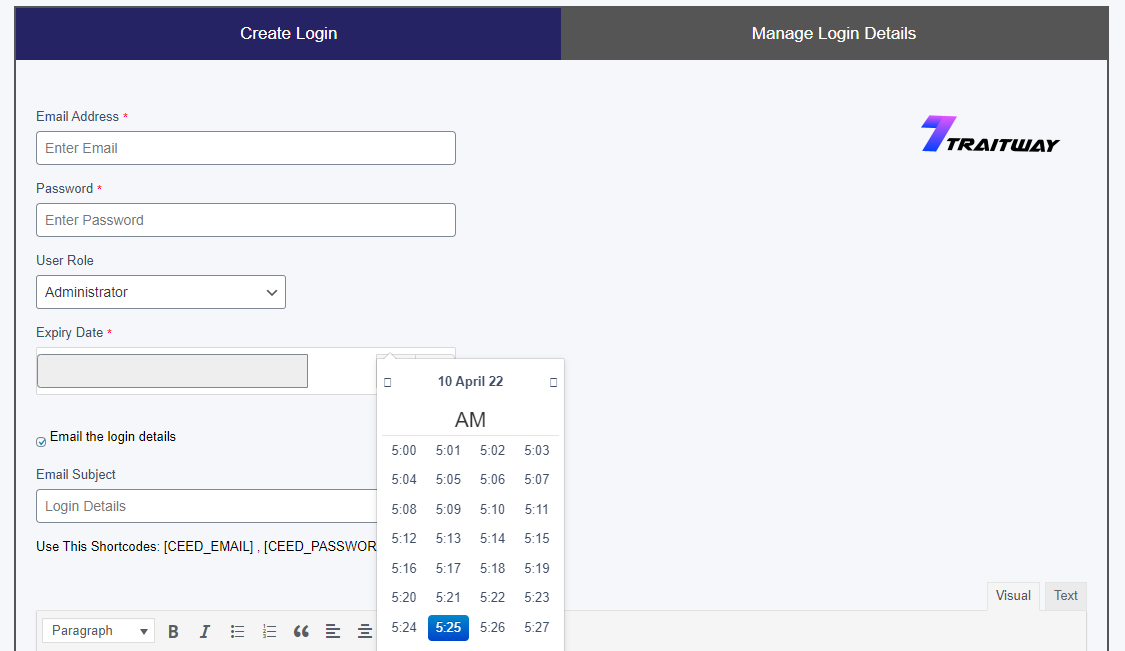 Create Login
Manage Login Details
Email Address *
TRAITWAY
Enter Email
Password *
Enter Password
User Role
Administrator
Expiry Date *
10 April 22
AM
5:00 5:01 5:02 5:03
5:04 5:05 5:06 5:07
5:08 5:09 5:10 5:11
5:12 5:13 5:14 5:15
5:16 5:17 5:18 5:19
5:20 5:21 5:22 5:23
5:24 5:25 5:26 5:27
Email the login details
Email Subject
Login Details
Use This Shortcodes: [CEED_EMAIL] , [CEED_PASSWOR
Visual
Text
Paragraph